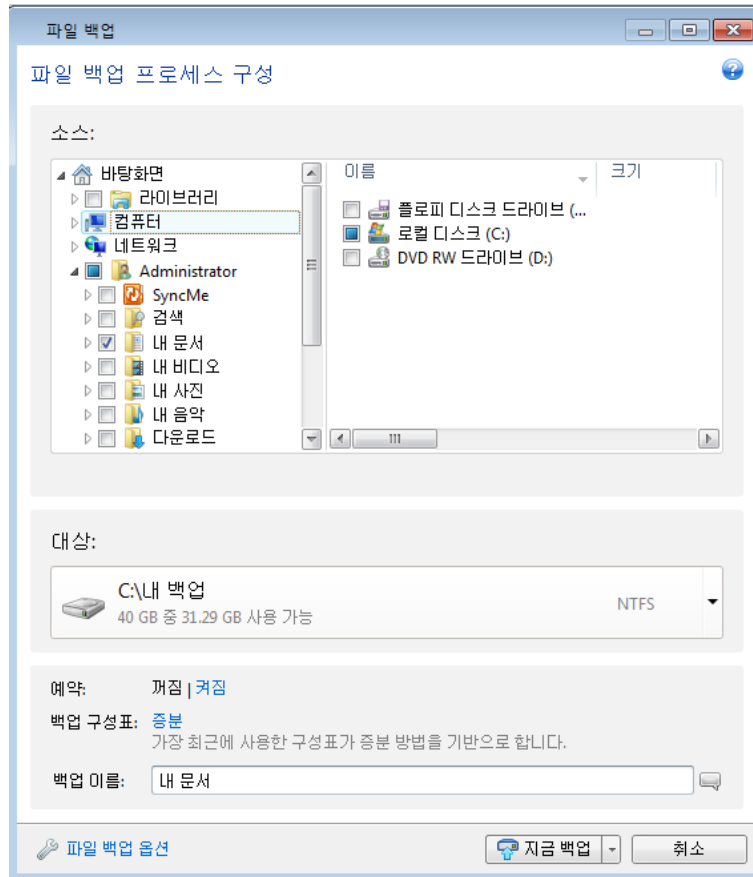 파일 백업
파일 백업 프로세스 구성
소스:
바탕화면
라이브러리
컴퓨터
네트워크
Administrator
SyncMe
검색
내 문서
내 비디오
내 사진
내 음악
다운로드
이름 크기
플로피 디스크 드라이브 (...
로컬 디스크 (C:)
DVD RW 드라이브 (D:)
대상:
C:\내 백업
40 GB 중 31.29 GB 사용 가능
NTFS
예약: 꺼짐 | 켜짐
백업 구성표: 증분
가장 최근에 사용한 구성표가 증분 방법을 기반으로 합니다.
백업 이름: 내 문서
파일 백업 옵션
지금 백업
취소